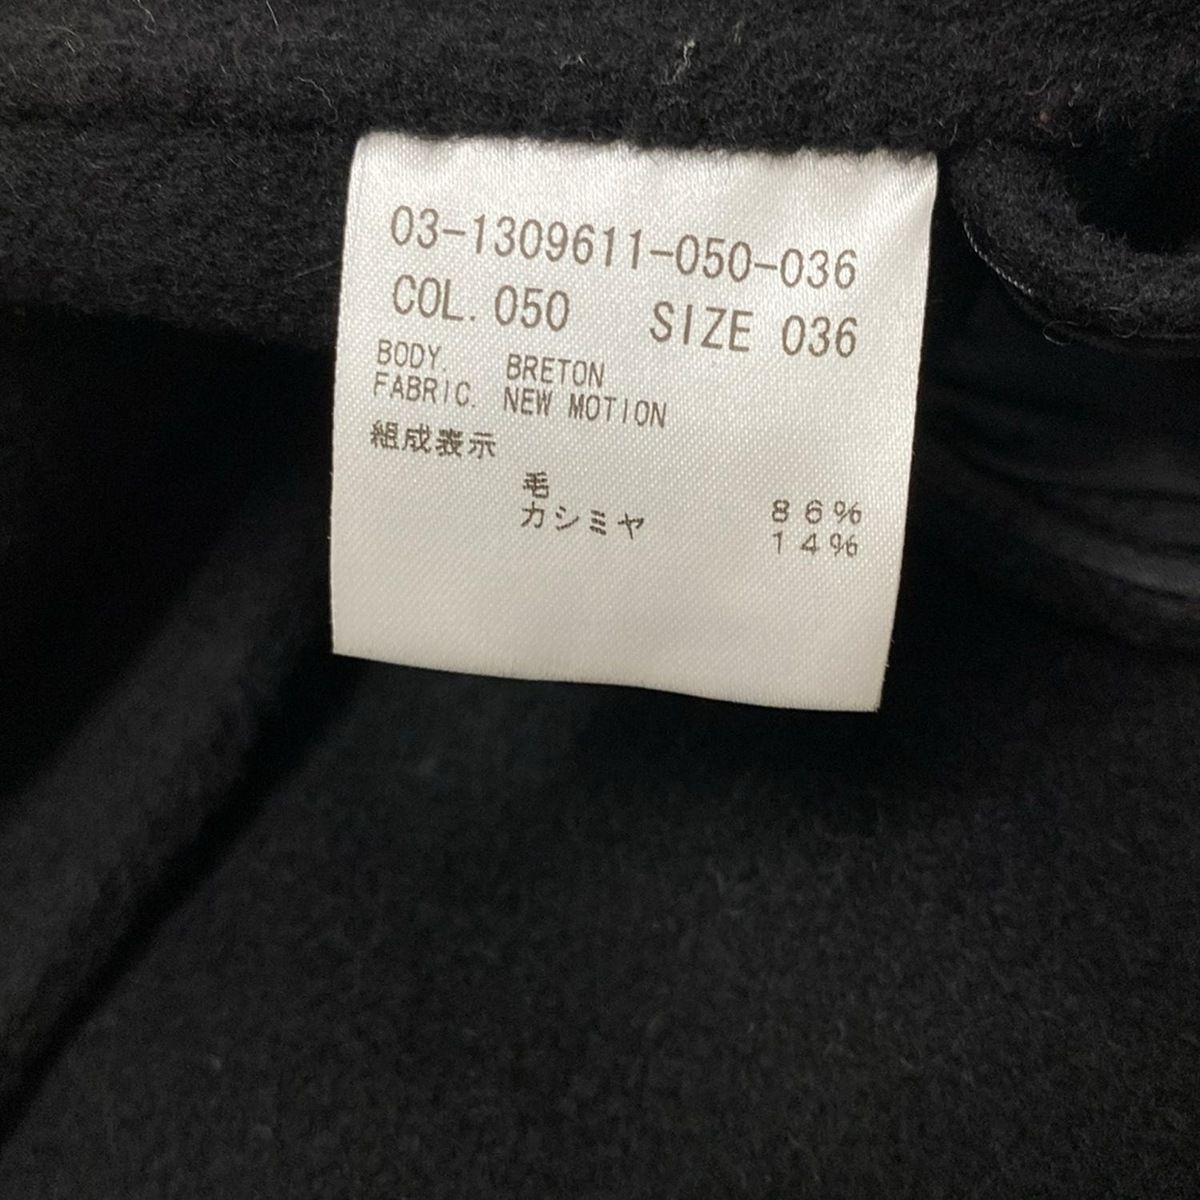 03-1309611-050-036
COL. 050 SIZE 036
BODY. BRETON
FABRIC. NEW MOTION
組成表示
毛 86%
カシミヤ 14%